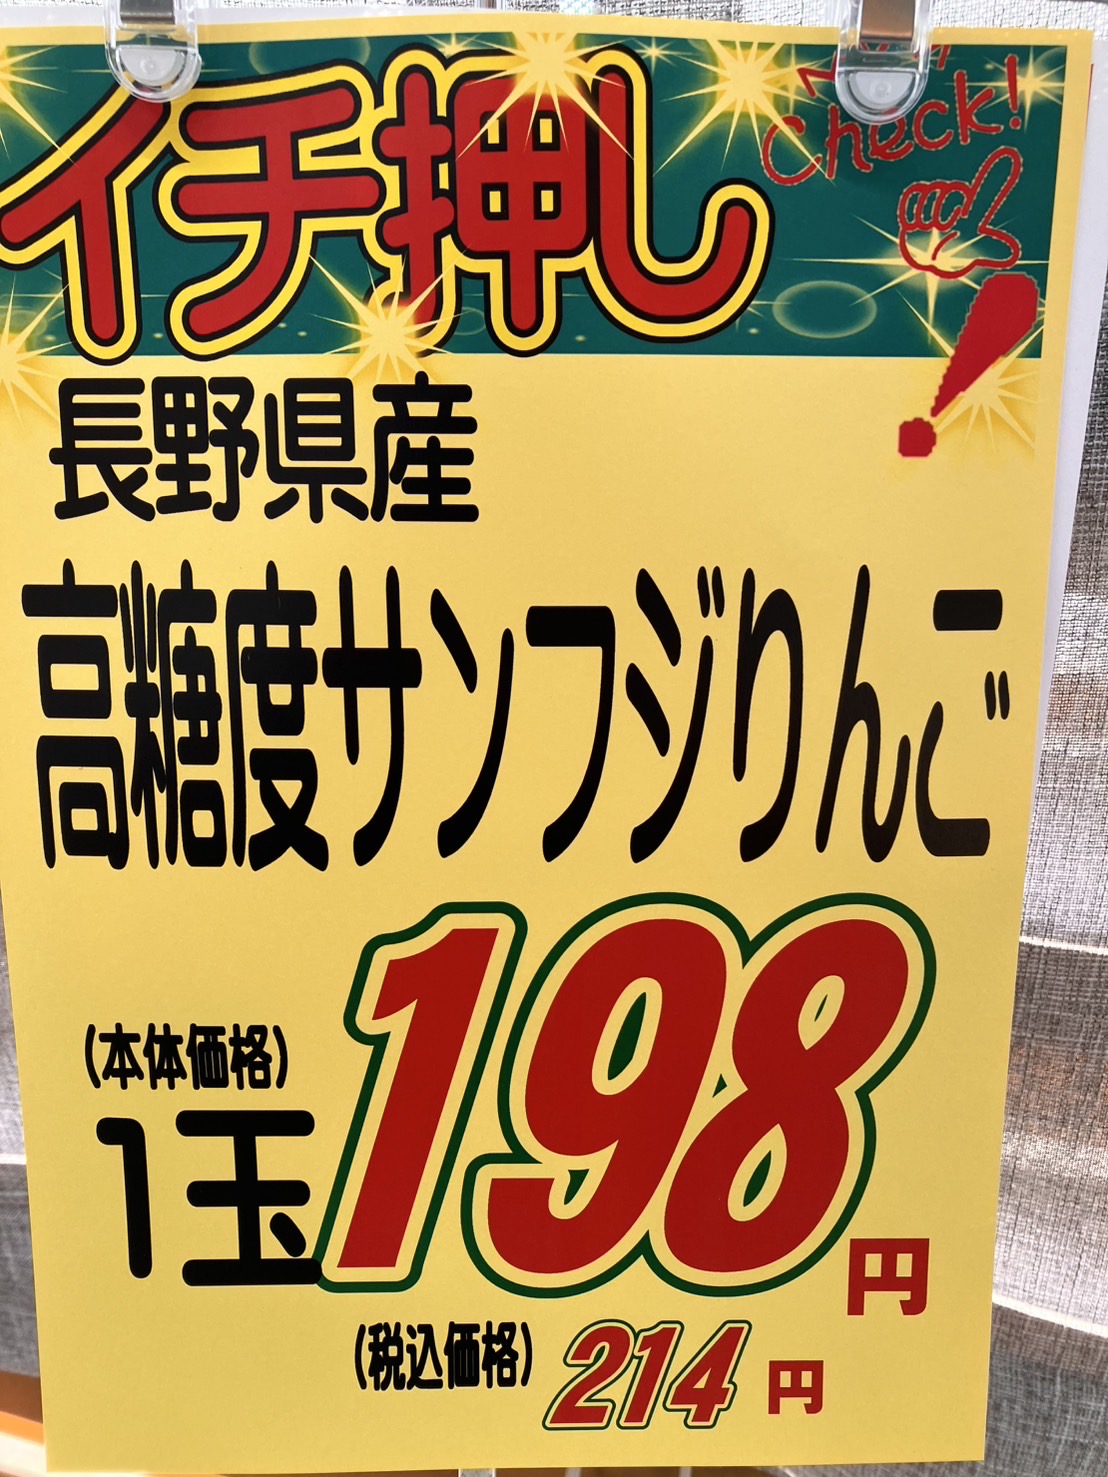 イチ押し
Check!
長野県産
高糖度サンフジりんご
(本体価格)
1玉 198円
(税込価格) 214円